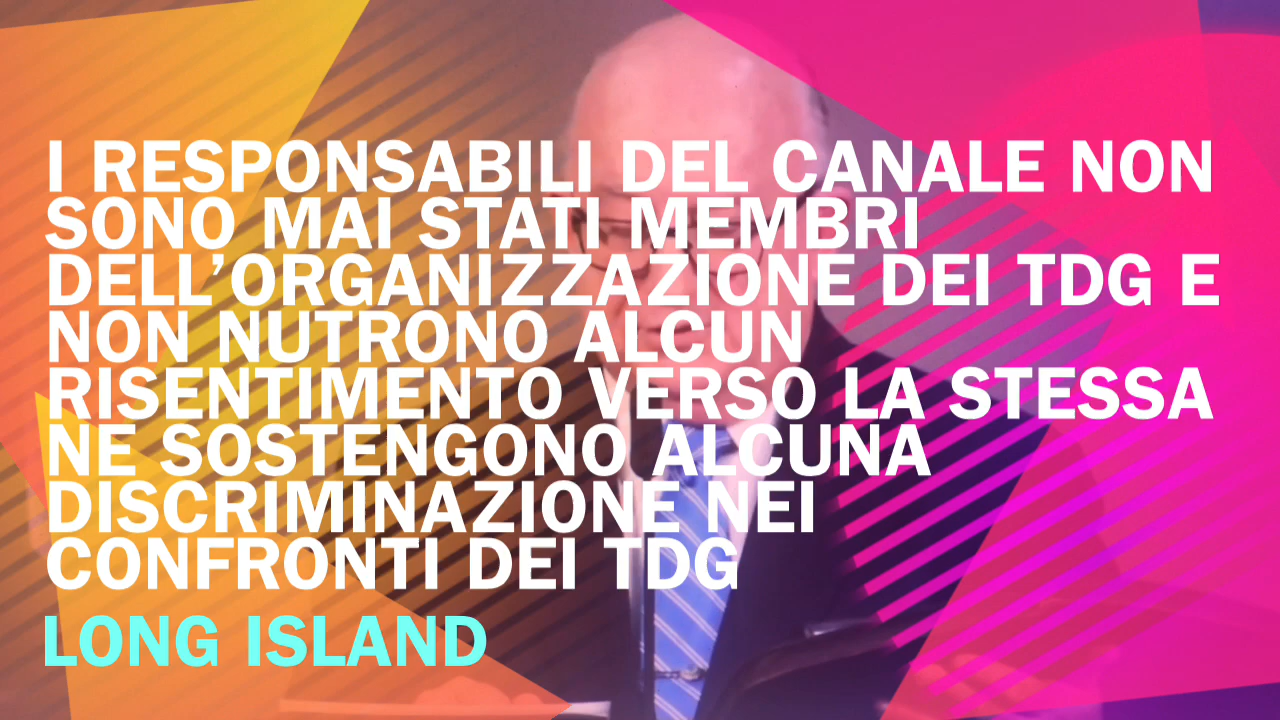 I RESPONSABILI DEL CANALE NON
SONO MAI STATI MEMBRI
DELL’ORGANIZZAZIONE DEI TDG E
NON NUTRONO ALCUN
RISENTIMENTO VERSO LA STESSA
NE SOSTENGONO ALCUNA
DISCRIMINAZIONE NEI
CONFRONTI DEI TDG
LONG ISLAND